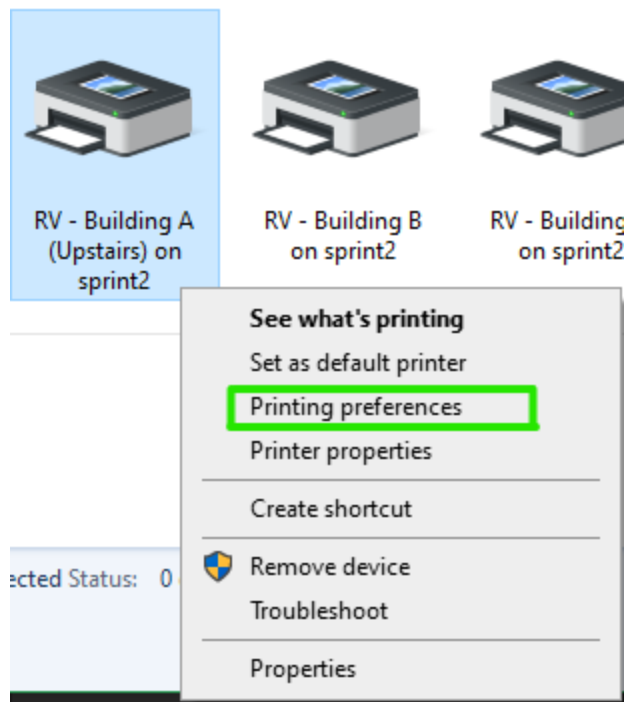 RV - Building A
(Upstairs) on
sprint2
RV - Building B
on sprint2
RV - Building
on sprint2
See what's printing
Set as default printer
Printing preferences
Printer properties
Create shortcut
Remove device
Troubleshoot
Properties
ected Status: 0